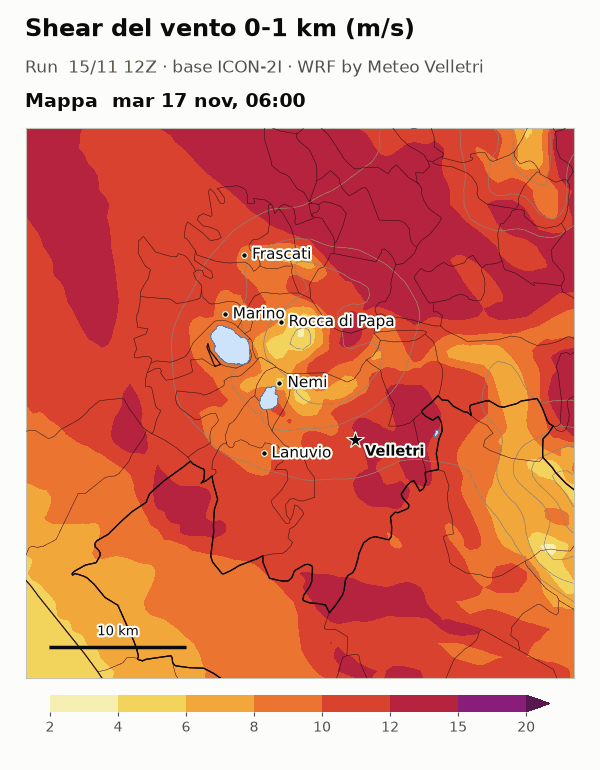 Shear del vento 0-1 km (m/s)
Run  15/11 12Z · base ICON-2I · WRF by Meteo Velletri
Mappa  mar 17 nov, 06:00
Frascati
Marino
Rocca di Papa
Nemi
Velletri
Lanuvio
10 km
2 4 6 8 10 12 15 20